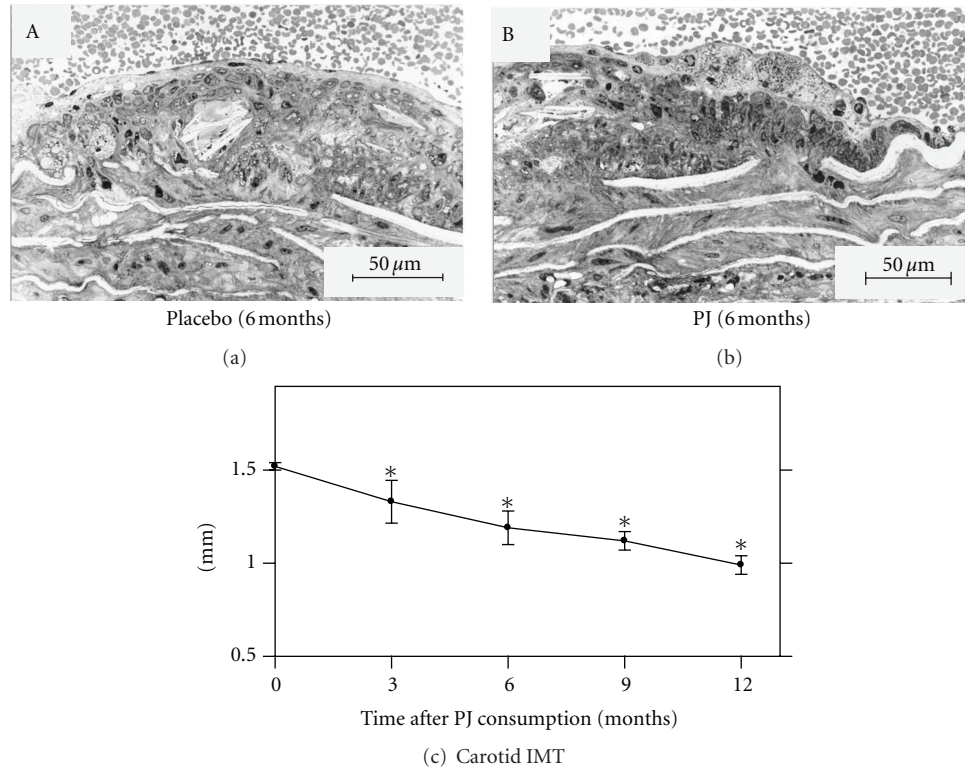 A
B
50 μm
50 μm
Placebo (6 months)
PJ (6 months)
(a)
(b)
1.5
1
0.5
(mm)
*
*
*
*
0 3 6 9 12
Time after PJ consumption (months)
(c) Carotid IMT